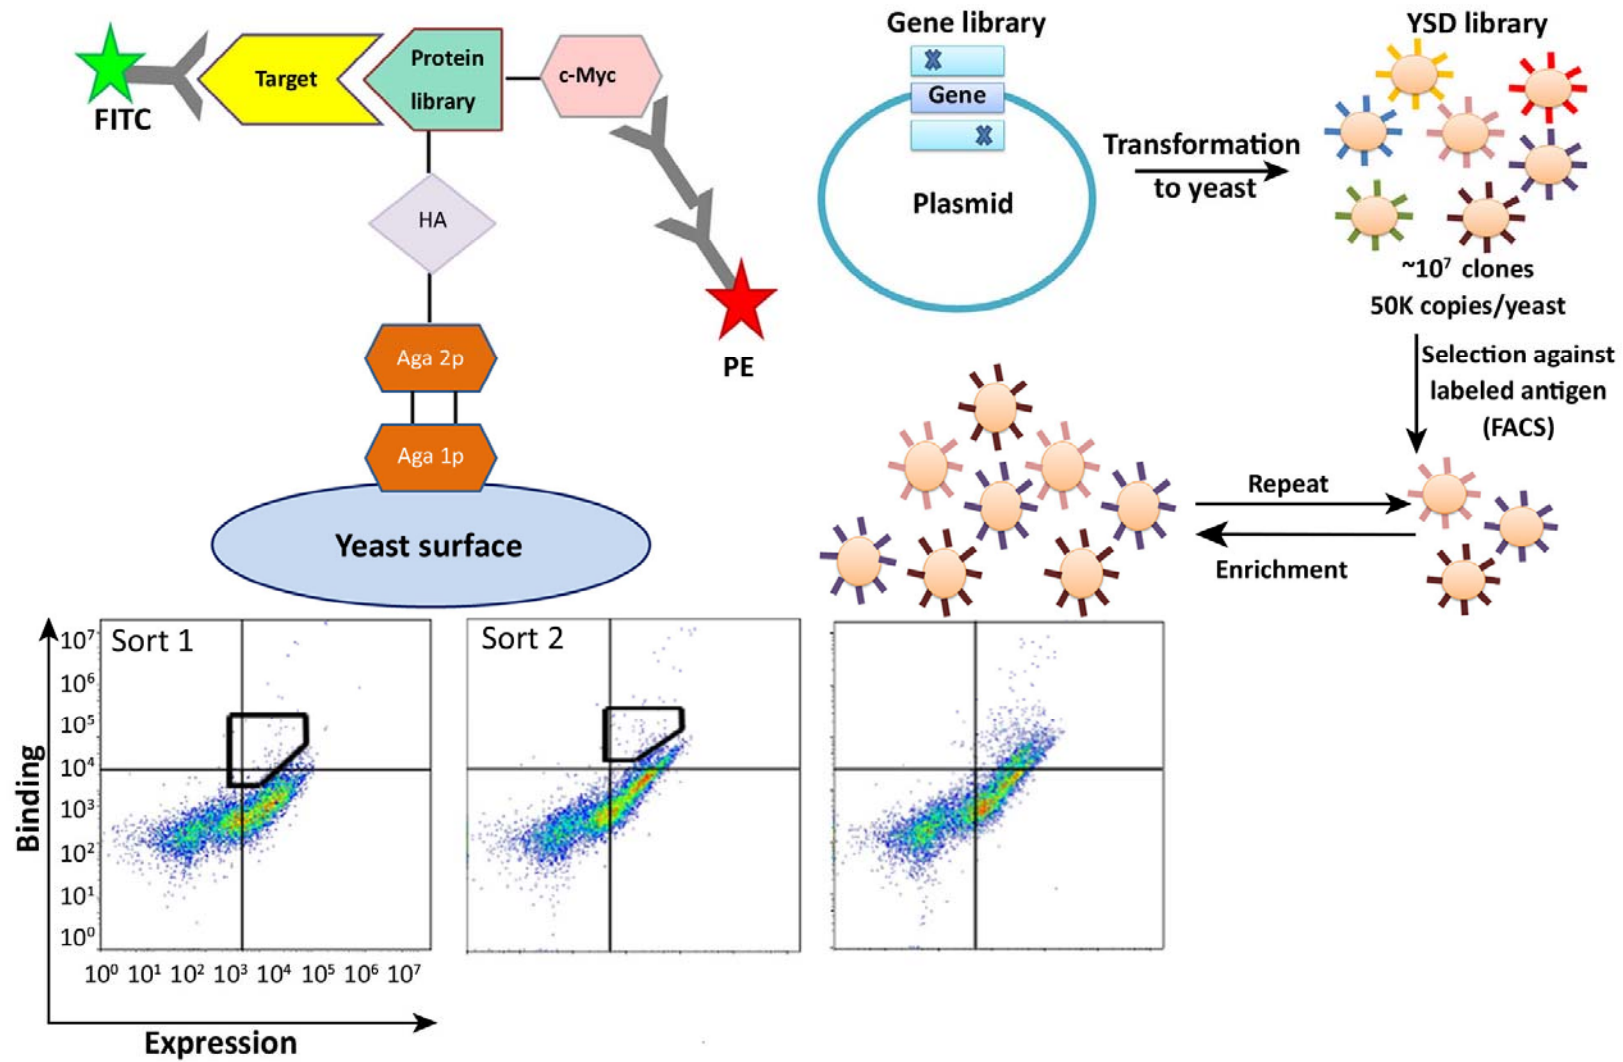 FITC
Target
Protein
library
c-Myc
HA
PE
Aga 2p
Aga 1p
Yeast surface
Gene library
Gene
Plasmid
Transformation
to yeast
YSD library
~10⁷ clones
50K copies/yeast
Selection against
labeled antigen
(FACS)
Repeat
Enrichment
Sort 1
Sort 2
Binding
10⁷
10⁶
10⁵
10⁴
10³
10²
10¹
10⁰
10⁰ 10¹ 10² 10³ 10⁴ 10⁵ 10⁶ 10⁷
Expression